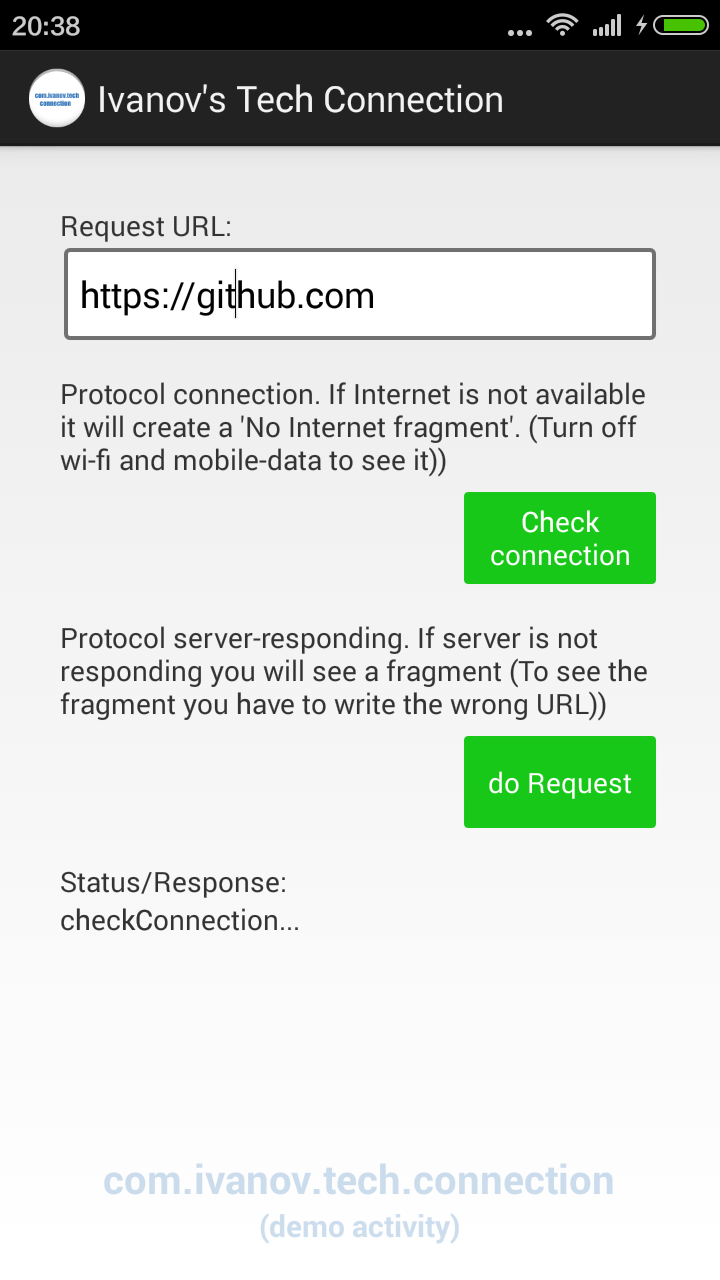 20:38
com.ivanov.tech
connection
Ivanov's Tech Connection
Request URL:
https://github.com
Protocol connection. If Internet is not available
it will create a 'No Internet fragment'. (Turn off
wi-fi and mobile-data to see it))
Check
connection
Protocol server-responding. If server is not
responding you will see a fragment (To see the
fragment you have to write the wrong URL))
do Request
Status/Response:
checkConnection...
com.ivanov.tech.connection
(demo activity)